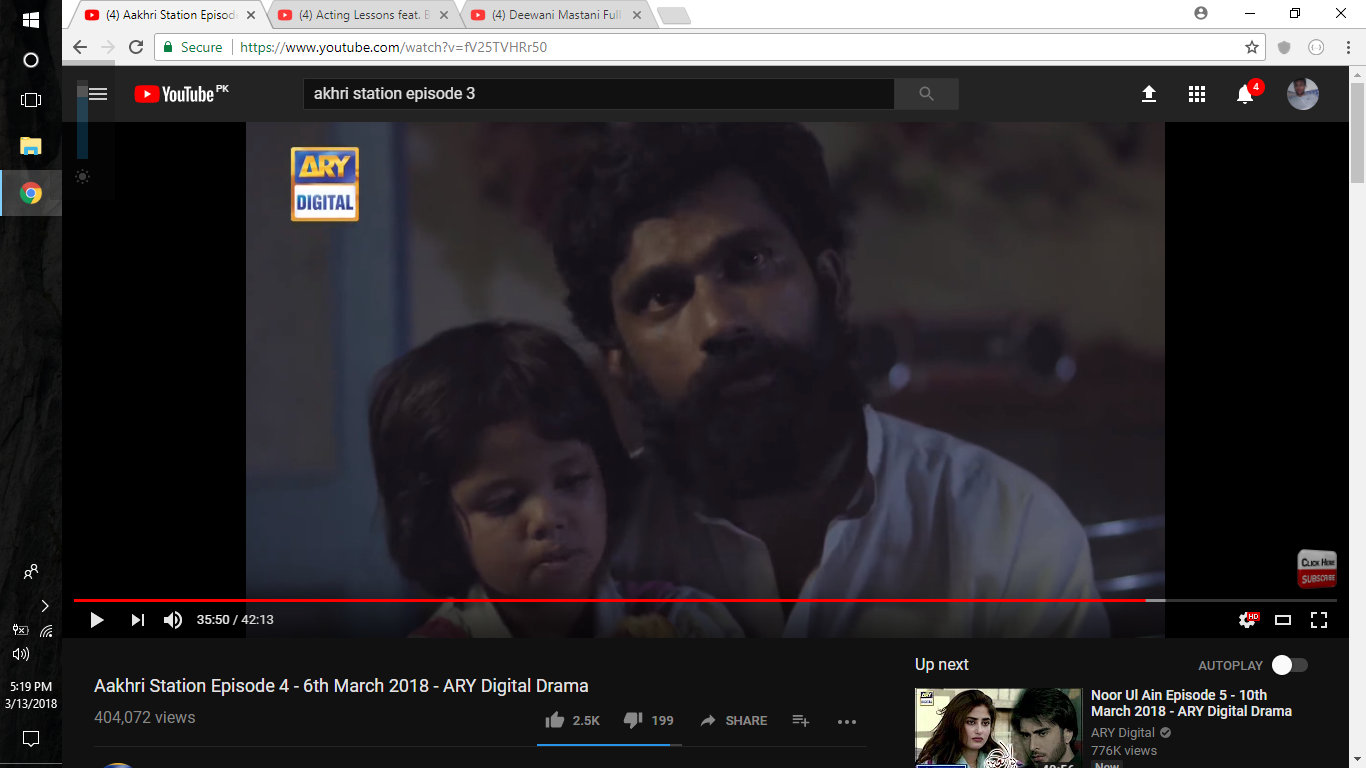 (4) Aakhri Station Episod
(4) Acting Lessons feat. B
(4) Deewani Mastani Full
Secure
https://www.youtube.com/watch?v=fV25TVHRr50
YouTube PK
akhri station episode 3
4
ARY
DIGITAL
CLICK HERE
SUBSCRIBE
35:50 / 42:13
HD
Aakhri Station Episode 4 - 6th March 2018 - ARY Digital Drama
404,072 views
2.5K
199
SHARE
Up next
AUTOPLAY
Noor Ul Ain Episode 5 - 10th
March 2018 - ARY Digital Drama
ARY Digital
776K views
New
ARY
5:19 PM
3/13/2018